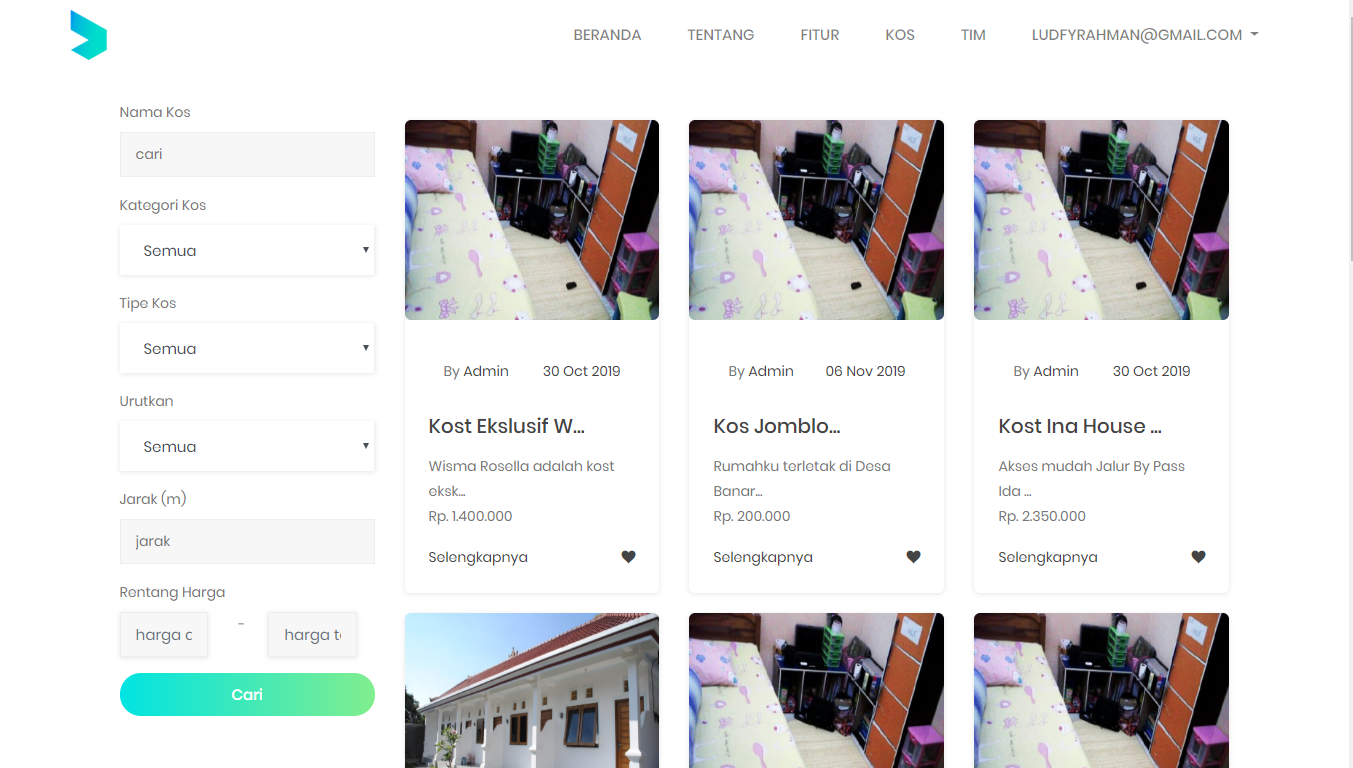 BERANDA TENTANG FITUR KOS TIM LUDFYRAHMAN@GMAIL.COM
Nama Kos
cari
Kategori Kos
Semua
Tipe Kos
Semua
Urutkan
Semua
Jarak (m)
jarak
Rentang Harga
harga - harga
Cari
By Admin 30 Oct 2019
Kost Ekslusif W...
Wisma Rosella adalah kost
eksk...
Rp. 1.400.000
Selengkapnya
By Admin 06 Nov 2019
Kos Jomblo...
Rumahku terletak di Desa
Banar...
Rp. 200.000
Selengkapnya
By Admin 30 Oct 2019
Kost Ina House ...
Akses mudah Jalur By Pass
Ida ...
Rp. 2.350.000
Selengkapnya